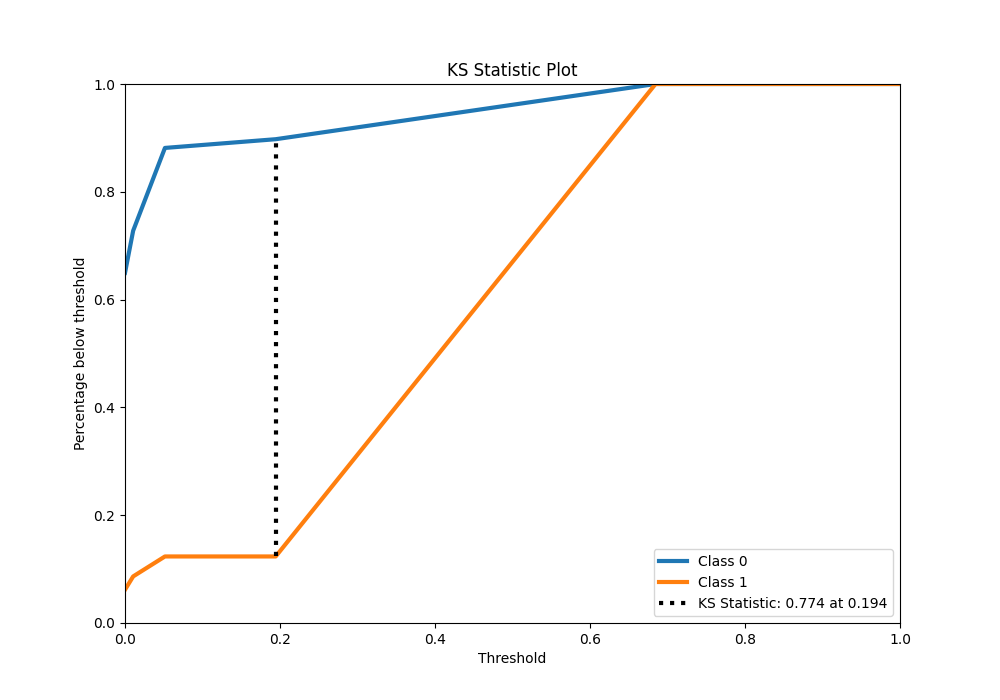 KS Statistic Plot
1.0
0.8
0.6
0.4
0.2
0.0
Percentage below threshold
0.0 0.2 0.4 0.6 0.8 1.0
Threshold
Class 0
Class 1
KS Statistic: 0.774 at 0.194